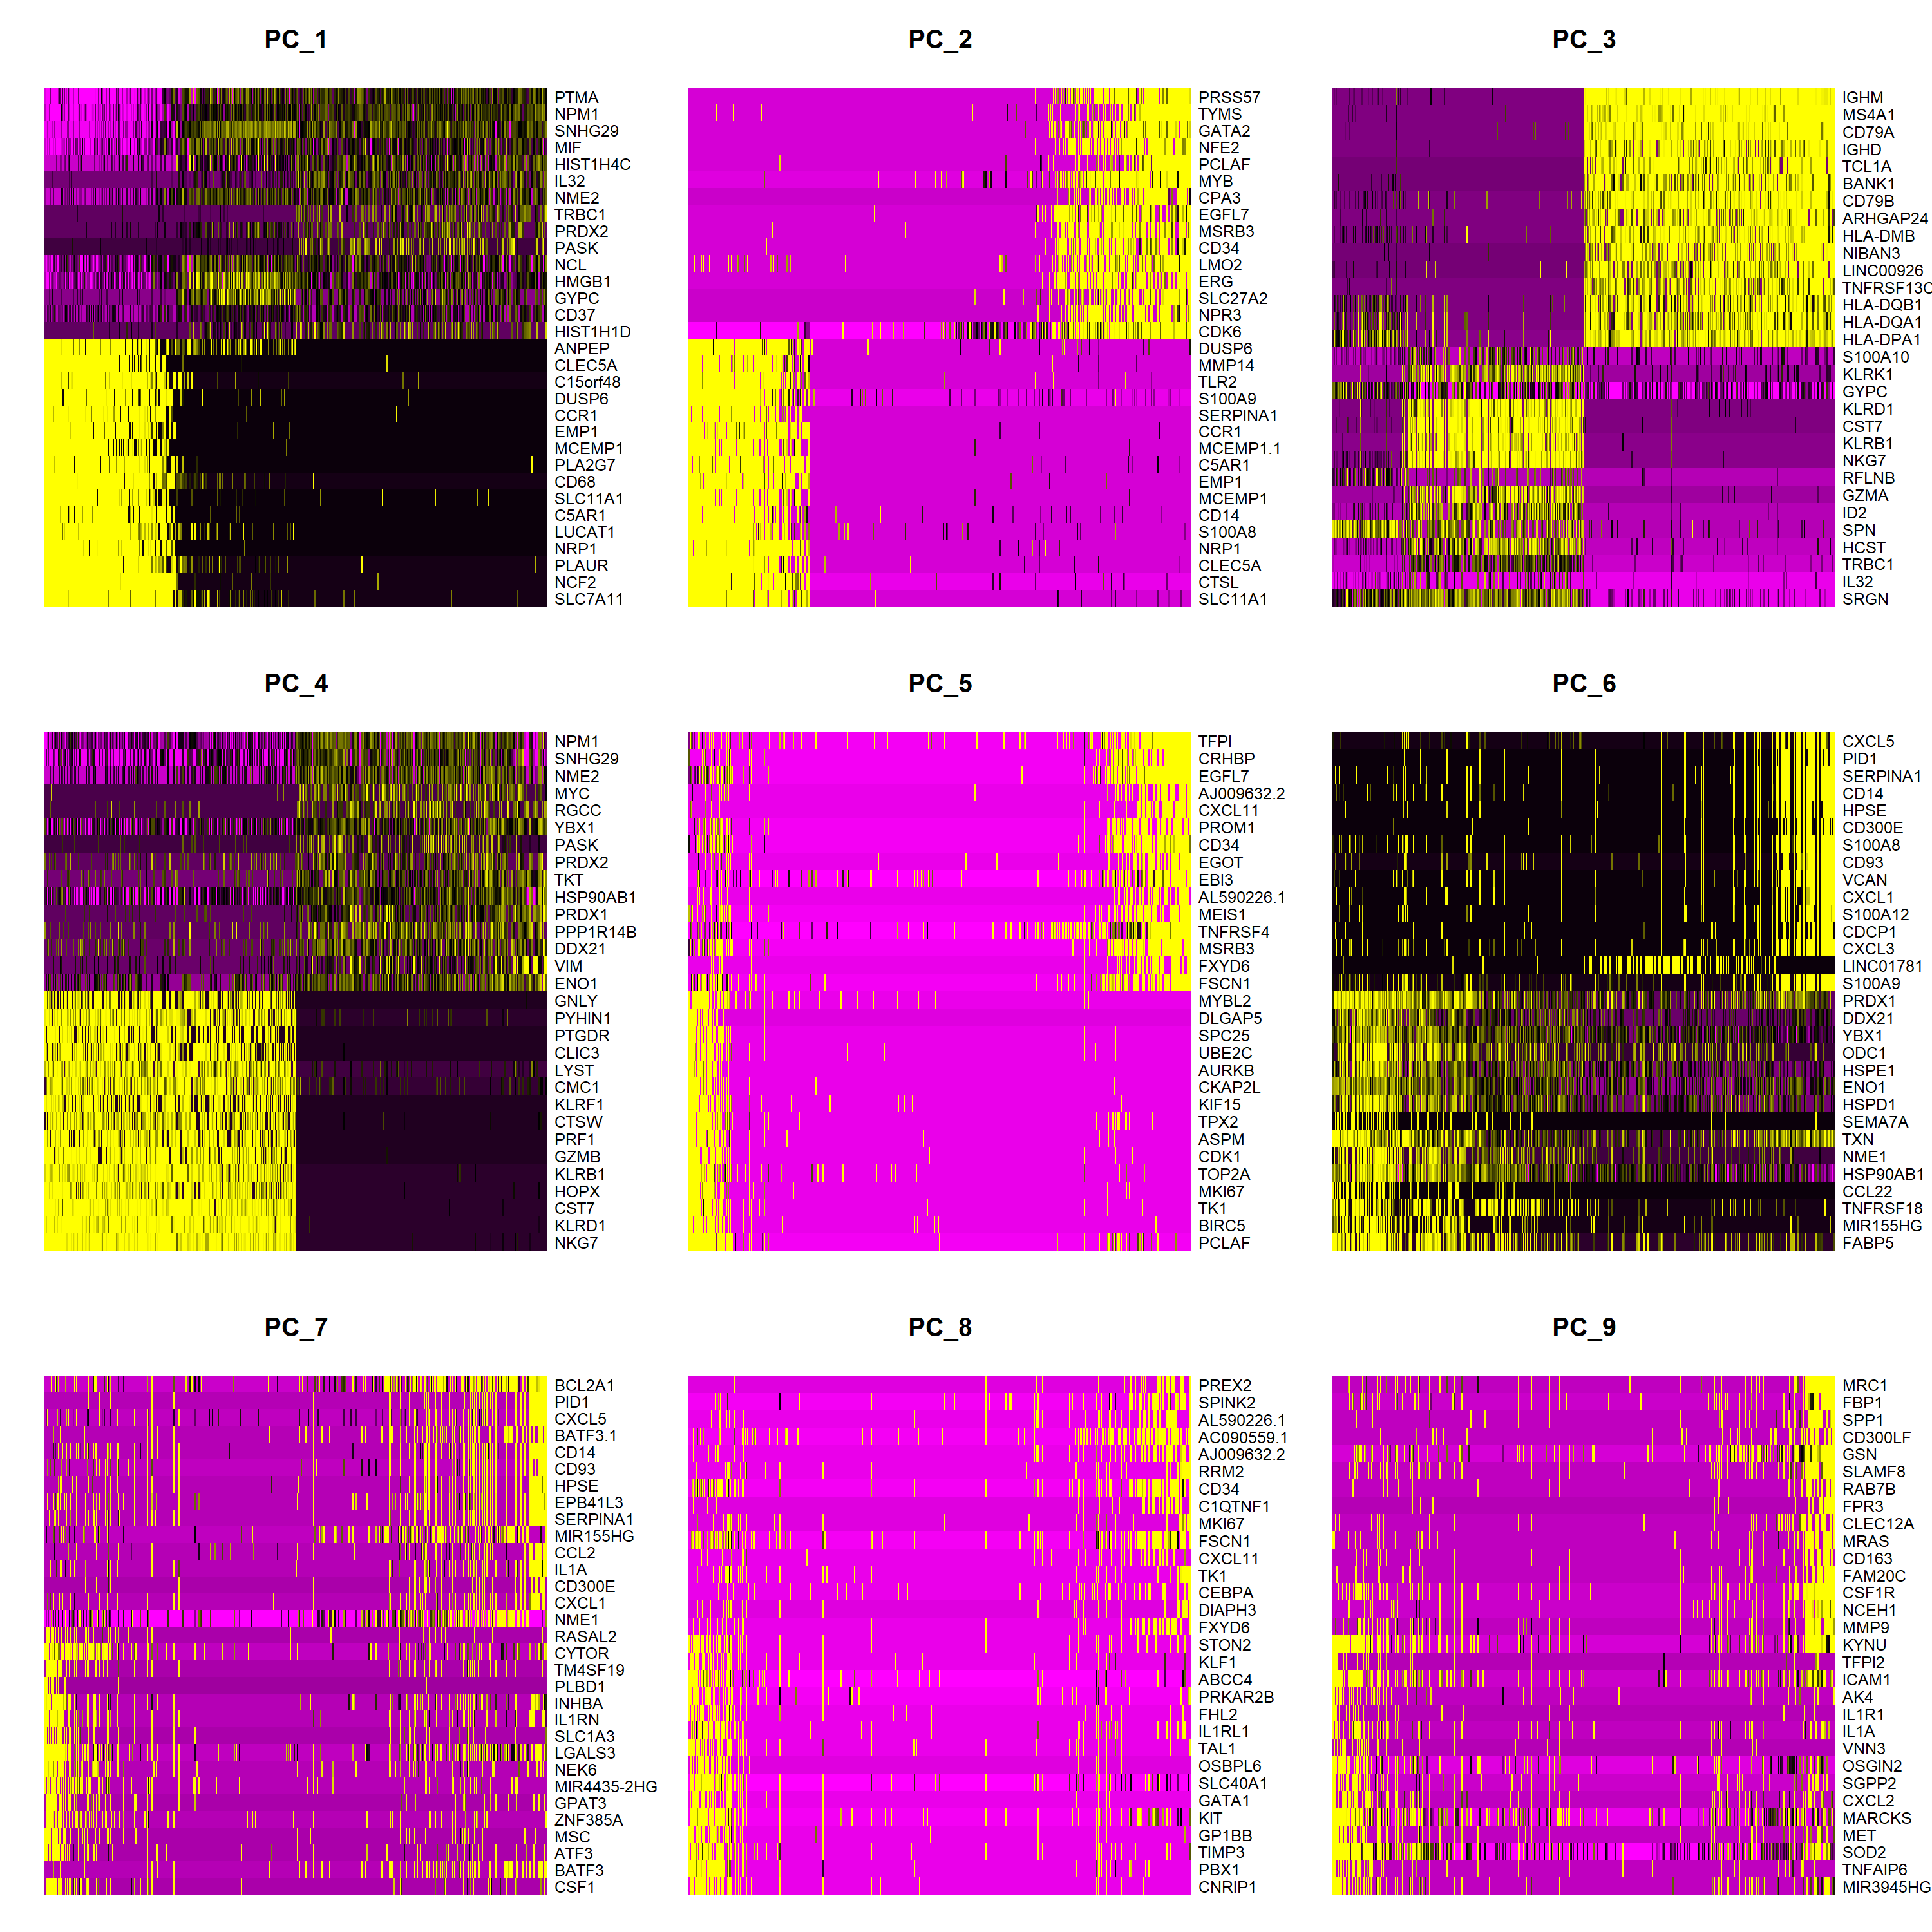 PC_1
PTMA
NPM1
SNHG29
MIF
HIST1H4C
IL32
NME2
TRBC1
PRDX2
PASK
NCL
HMGB1
GYPC
CD37
HIST1H1D
ANPEP
CLEC5A
C15orf48
DUSP6
CCR1
EMP1
MCEMP1
PLA2G7
CD68
SLC11A1
C5AR1
LUCAT1
NRP1
PLAUR
NCF2
SLC7A11
PC_2
PRSS57
TYMS
GATA2
NFE2
PCLAF
MYB
CPA3
EGFL7
MSRB3
CD34
LMO2
ERG
SLC27A2
NPR3
CDK6
DUSP6
MMP14
TLR2
S100A9
SERPINA1
CCR1
MCEMP1.1
C5AR1
EMP1
MCEMP1
CD14
S100A8
NRP1
CLEC5A
CTSL
SLC11A1
PC_3
IGHM
MS4A1
CD79A
IGHD
TCL1A
BANK1
CD79B
ARHGAP24
HLA-DMB
NIBAN3
LINC00926
TNFRSF13C
HLA-DQB1
HLA-DQA1
HLA-DPA1
S100A10
KLRK1
GYPC
KLRD1
CST7
KLRB1
NKG7
RFLNB
GZMA
ID2
SPN
HCST
TRBC1
IL32
SRGN
PC_4
NPM1
SNHG29
NME2
MYC
RGCC
YBX1
PASK
PRDX2
TKT
HSP90AB1
PRDX1
PPP1R14B
DDX21
VIM
ENO1
GNLY
PYHIN1
PTGDR
CLIC3
LYST
CMC1
KLRF1
CTSW
PRF1
GZMB
KLRB1
HOPX
CST7
KLRD1
NKG7
PC_5
TFPI
CRHBP
EGFL7
AJ009632.2
CXCL11
PROM1
CD34
EGOT
EBI3
AL590226.1
MEIS1
TNFRSF4
MSRB3
FXYD6
FSCN1
MYBL2
DLGAP5
SPC25
UBE2C
AURKB
CKAP2L
KIF15
TPX2
ASPM
CDK1
TOP2A
MKI67
TK1
BIRC5
PCLAF
PC_6
CXCL5
PID1
SERPINA1
CD14
HPSE
CD300E
S100A8
CD93
VCAN
CXCL1
S100A12
CDCP1
CXCL3
LINC01781
S100A9
PRDX1
DDX21
YBX1
ODC1
HSPE1
ENO1
HSPD1
SEMA7A
TXN
NME1
HSP90AB1
CCL22
TNFRSF18
MIR155HG
FABP5
PC_7
BCL2A1
PID1
CXCL5
BATF3.1
CD14
CD93
HPSE
EPB41L3
SERPINA1
MIR155HG
CCL2
IL1A
CD300E
CXCL1
NME1
RASAL2
CYTOR
TM4SF19
PLBD1
INHBA
IL1RN
SLC1A3
LGALS3
NEK6
MIR4435-2HG
GPAT3
ZNF385A
MSC
ATF3
BATF3
CSF1
PC_8
PREX2
SPINK2
AL590226.1
AC090559.1
AJ009632.2
RRM2
CD34
C1QTNF1
MKI67
FSCN1
CXCL11
TK1
CEBPA
DIAPH3
FXYD6
STON2
KLF1
ABCC4
PRKAR2B
FHL2
IL1RL1
TAL1
OSBPL6
SLC40A1
GATA1
KIT
GP1BB
TIMP3
PBX1
CNRIP1
PC_9
MRC1
FBP1
SPP1
CD300LF
GSN
SLAMF8
RAB7B
FPR3
CLEC12A
MRAS
CD163
FAM20C
CSF1R
NCEH1
MMP9
KYNU
TFPI2
ICAM1
AK4
IL1R1
IL1A
VNN3
OSGIN2
SGPP2
CXCL2
MARCKS
MET
SOD2
TNFAIP6
MIR3945HG